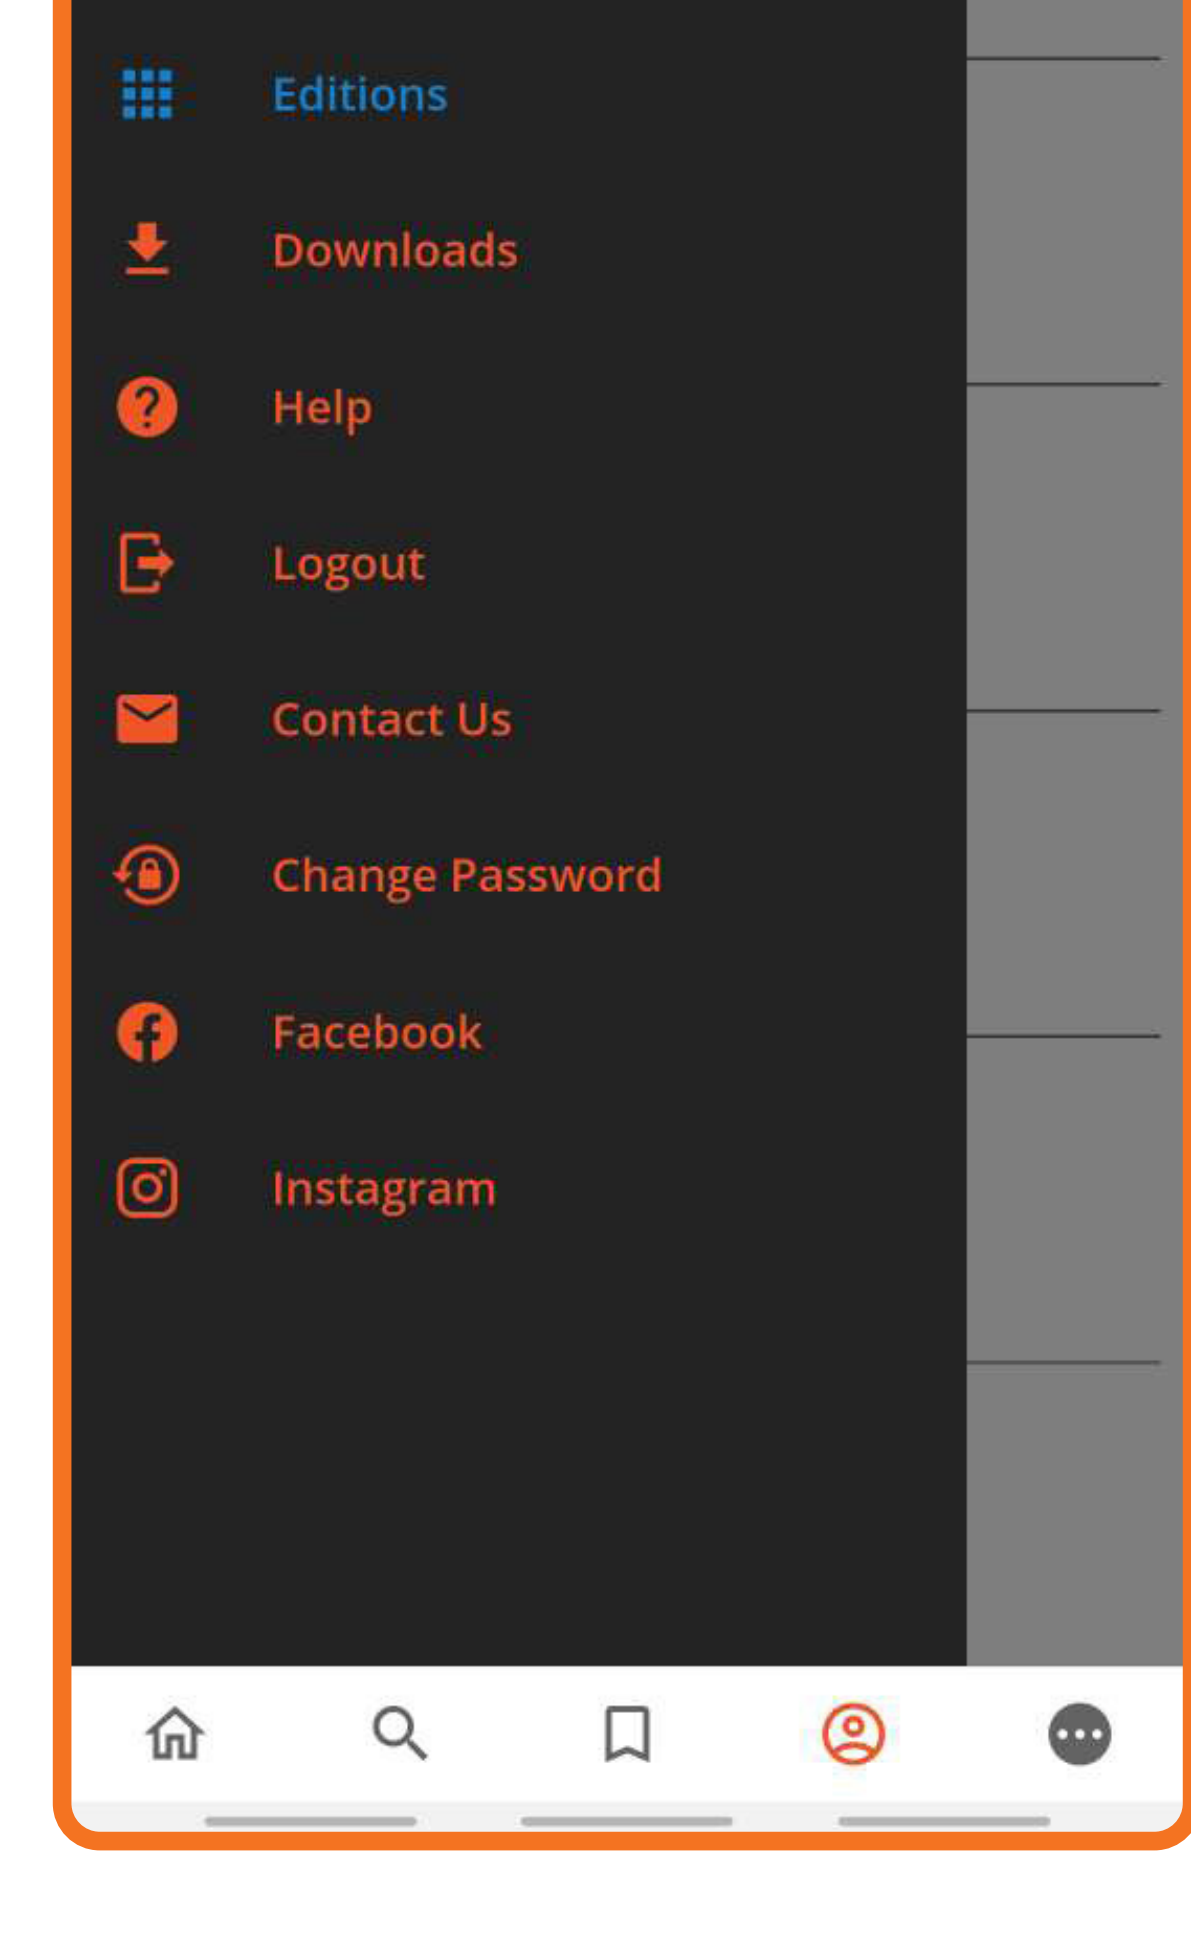 Editions
Downloads
Help
Logout
Contact Us
Change Password
Facebook
Instagram